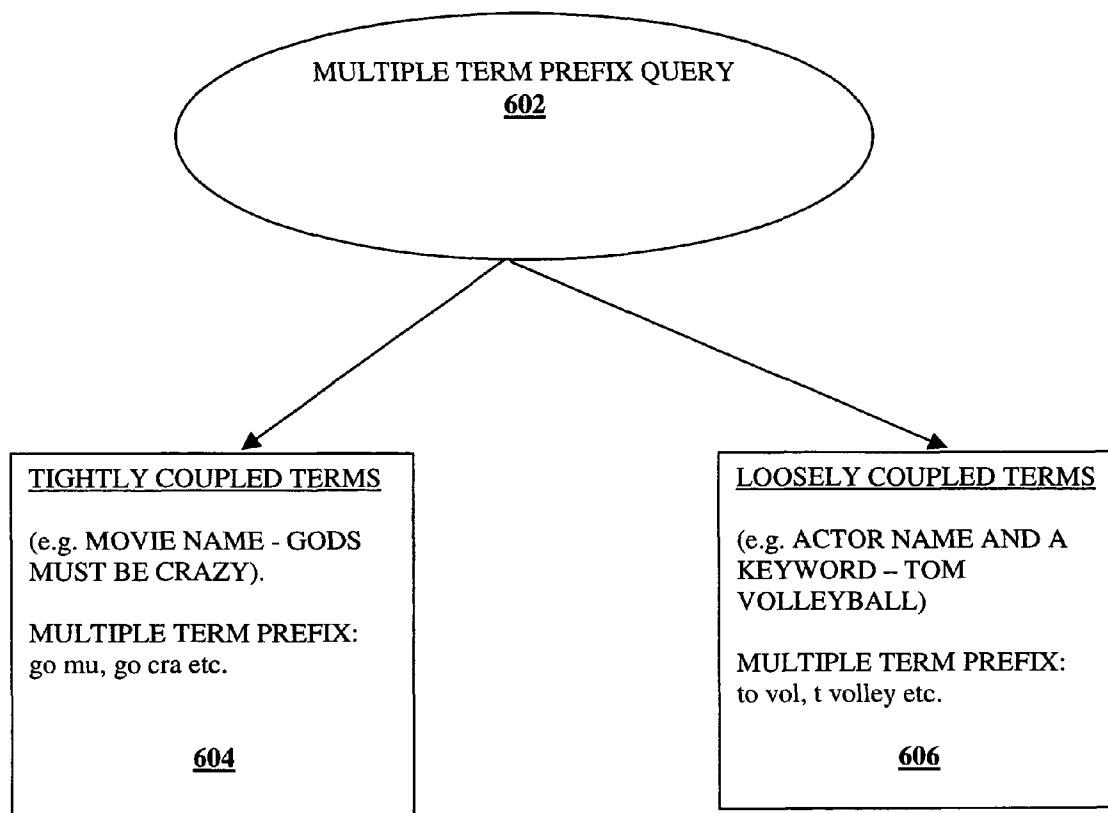 MULTIPLE TERM PREFIX QUERY
602
TIGHTLY COUPLED TERMS
(e.g. MOVIE NAME - GODS
MUST BE CRAZY).
MULTIPLE TERM PREFIX:
go mu, go cra etc.
604
LOOSELY COUPLED TERMS
(e.g. ACTOR NAME AND A
KEYWORD – TOM
VOLLEYBALL)
MULTIPLE TERM PREFIX:
to vol, t volley etc.
606